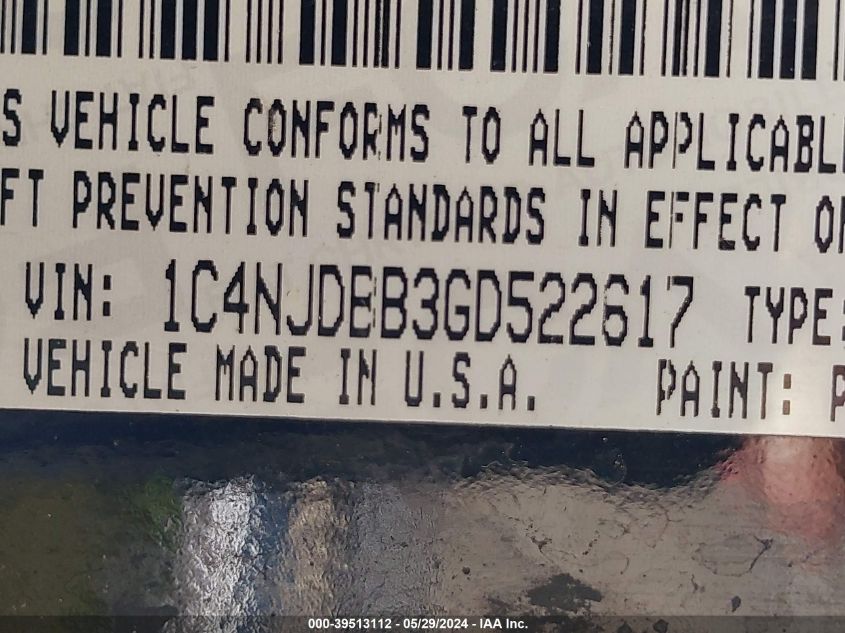 S VEHICLE CONFORMS TO ALL APPLICABL
FT PREVENTION STANDARDS IN EFFECT O
VIN: 1C4NJDBB3GD522617 TYPE:
VEHICLE MADE IN U.S.A. PAINT: P
000-39513112 - 05/29/2024 - IAA Inc.